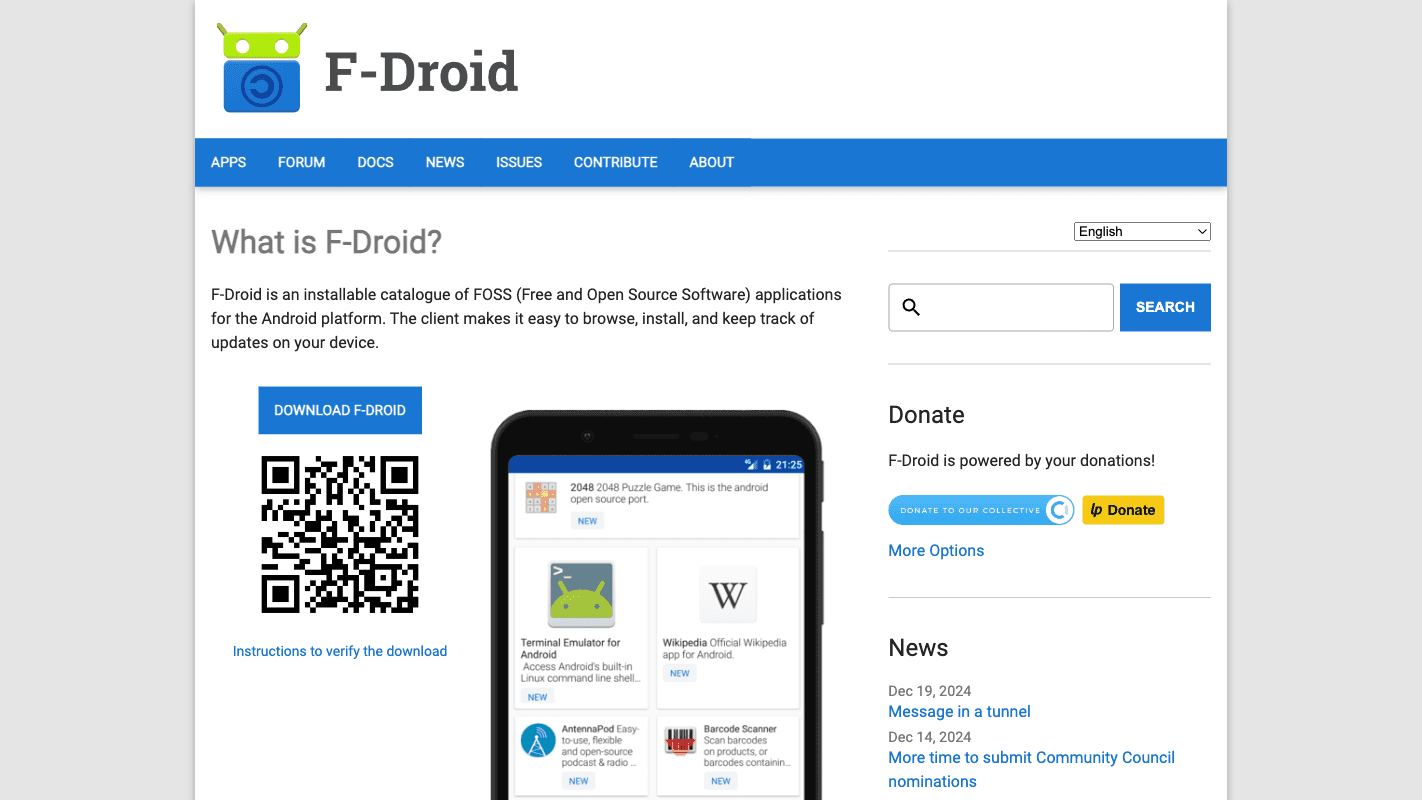 F-Droid
APPS FORUM DOCS NEWS ISSUES CONTRIBUTE ABOUT
What is F-Droid?
F-Droid is an installable catalogue of FOSS (Free and Open Source Software) applications
for the Android platform. The client makes it easy to browse, install, and keep track of
updates on your device.
DOWNLOAD F-DROID
Instructions to verify the download
4G 21:25
2048 2048 Puzzle Game. This is the android
open source port.
NEW
Terminal Emulator for
Android
Access Android's built-in
Linux command line shell...
NEW
W
Wikipedia Official Wikipedia
app for Android.
NEW
AntennaPod Easy-
to-use, flexible
and open-source
podcast & radio ...
NEW
Barcode Scanner
Scan barcodes
on products, or
barcodes containin...
NEW
English
SEARCH
Donate
F-Droid is powered by your donations!
DONATE TO OUR COLLECTIVE
lp Donate
More Options
News
Dec 19, 2024
Message in a tunnel
Dec 14, 2024
More time to submit Community Council
nominations